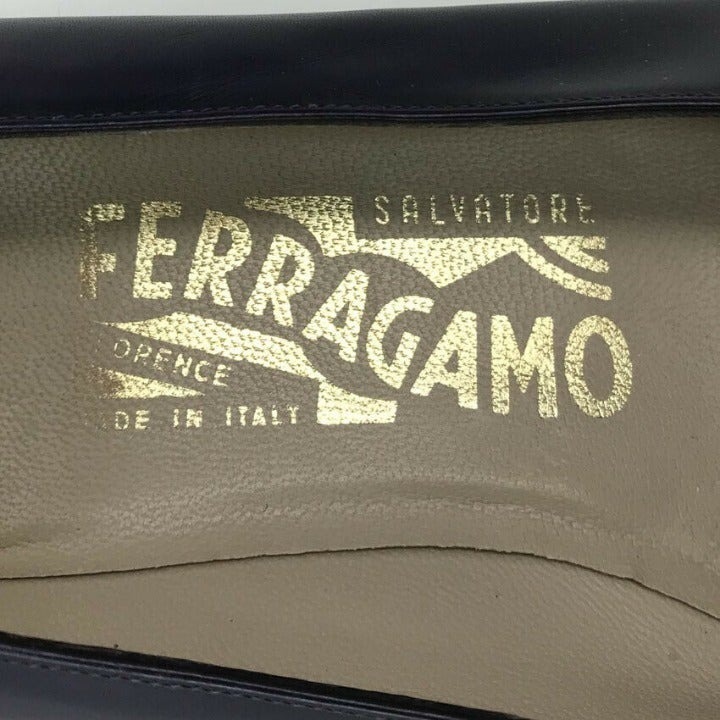 SALVATORE
FERRAGAMO
ORENCE
DE IN ITALY